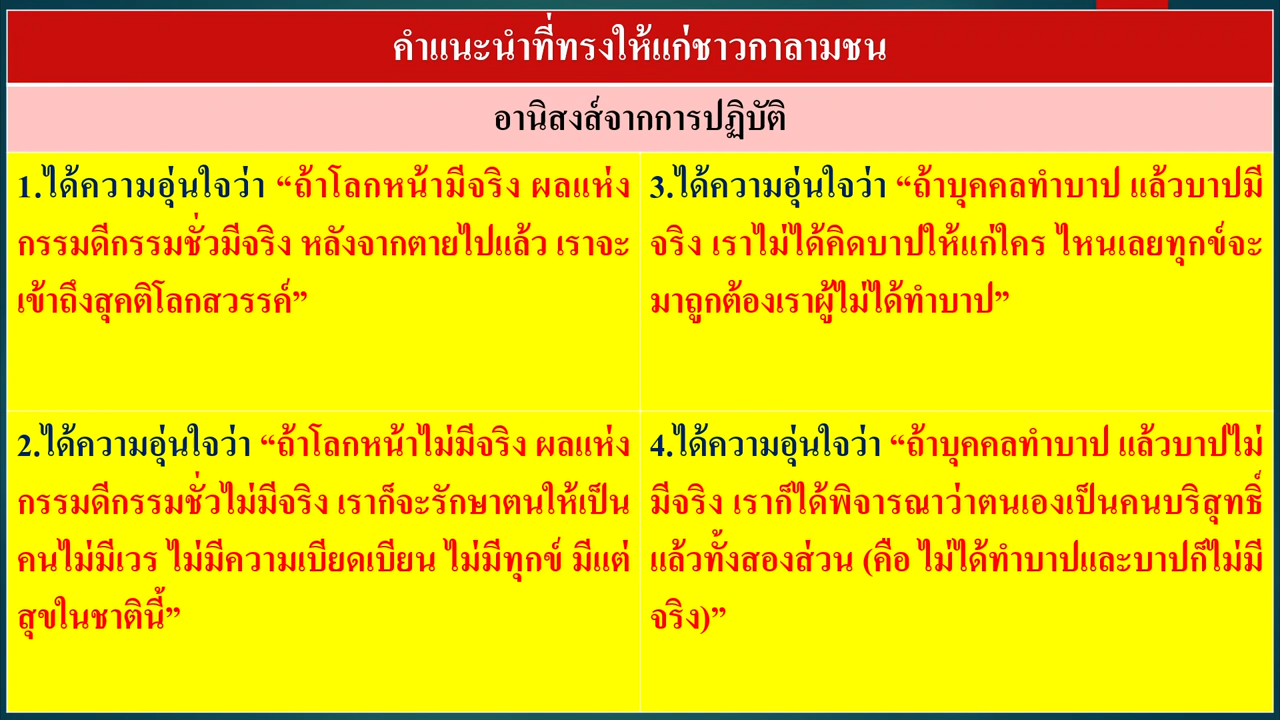 คำแนะนำที่ทรงให้แก่ชาวกาลามชน
อานิสงส์จากการปฏิบัติ
1.ได้ความอุ่นใจว่า “ถ้าโลกหน้ามีจริง ผลแห่ง
กรรมดีกรรมชั่วมีจริง หลังจากตายไปแล้ว เราจะ
เข้าถึงสุคติโลกสวรรค์”
3.ได้ความอุ่นใจว่า “ถ้าบุคคลทำบาป แล้วบาปมี
จริง เราไม่ได้คิดบาปให้แก่ใคร ไหนเลยทุกข์จะ
มาถูกต้องเราผู้ไม่ได้ทำบาป”
2.ได้ความอุ่นใจว่า “ถ้าโลกหน้าไม่มีจริง ผลแห่ง
กรรมดีกรรมชั่วไม่มีจริง เราก็จะรักษาตนให้เป็น
คนไม่มีเวร ไม่มีความเบียดเบียน ไม่มีทุกข์ มีแต่
สุขในชาตินี้”
4.ได้ความอุ่นใจว่า “ถ้าบุคคลทำบาป แล้วบาปไม่
มีจริง เราก็ได้พิจารณาว่าตนเองเป็นคนบริสุทธิ์
แล้วทั้งสองส่วน (คือ ไม่ได้ทำบาปและบาปก็ไม่มี
จริง)”